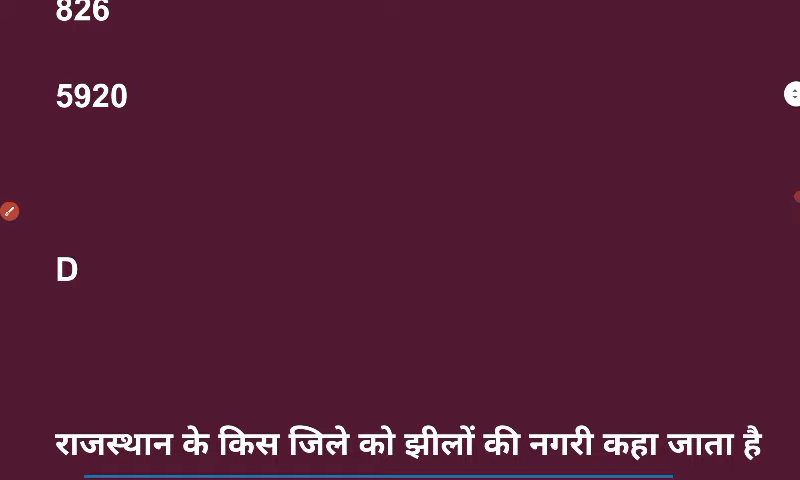 826
5920
D
राजस्थान के किस जिले को झीलों की नगरी कहा जाता है